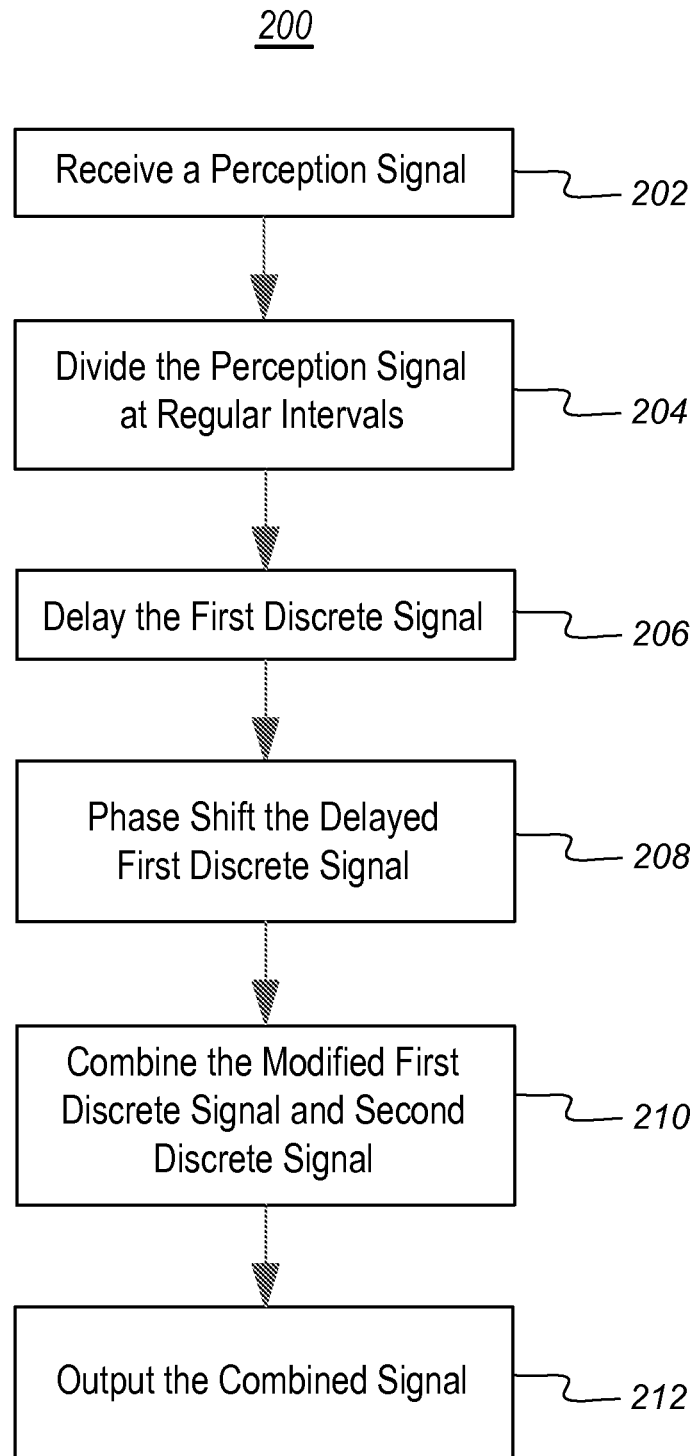 200
Receive a Perception Signal
202
Divide the Perception Signal
at Regular Intervals
204
Delay the First Discrete Signal
206
Phase Shift the Delayed
First Discrete Signal
208
Combine the Modified First
Discrete Signal and Second
Discrete Signal
210
Output the Combined Signal
212